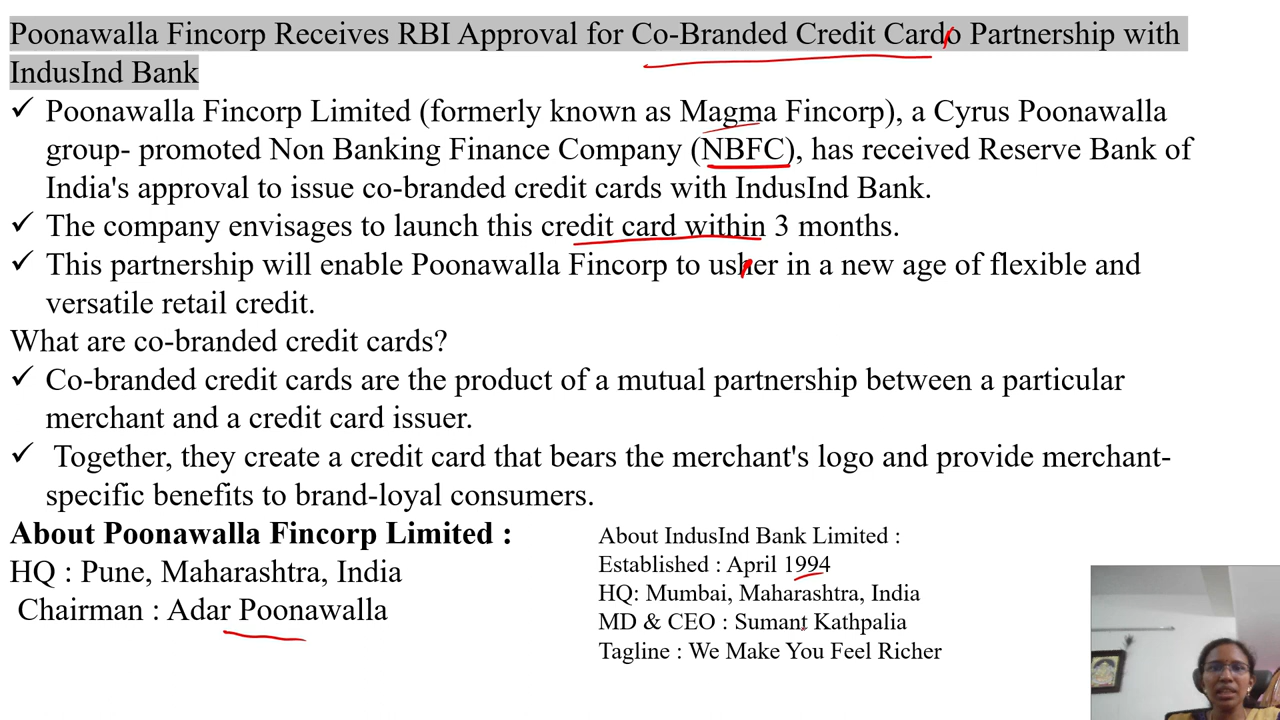 Poonawalla Fincorp Receives RBI Approval for Co-Branded Credit Cardo Partnership with
IndusInd Bank
✓ Poonawalla Fincorp Limited (formerly known as Magma Fincorp), a Cyrus Poonawalla
group- promoted Non Banking Finance Company (NBFC), has received Reserve Bank of
India's approval to issue co-branded credit cards with IndusInd Bank.
✓ The company envisages to launch this credit card within 3 months.
✓ This partnership will enable Poonawalla Fincorp to usher in a new age of flexible and
versatile retail credit.
What are co-branded credit cards?
✓ Co-branded credit cards are the product of a mutual partnership between a particular
merchant and a credit card issuer.
✓ Together, they create a credit card that bears the merchant's logo and provide merchant-
specific benefits to brand-loyal consumers.
About Poonawalla Fincorp Limited :
HQ : Pune, Maharashtra, India
Chairman : Adar Poonawalla
About IndusInd Bank Limited :
Established : April 1994
HQ: Mumbai, Maharashtra, India
MD & CEO : Sumant Kathpalia
Tagline : We Make You Feel Richer